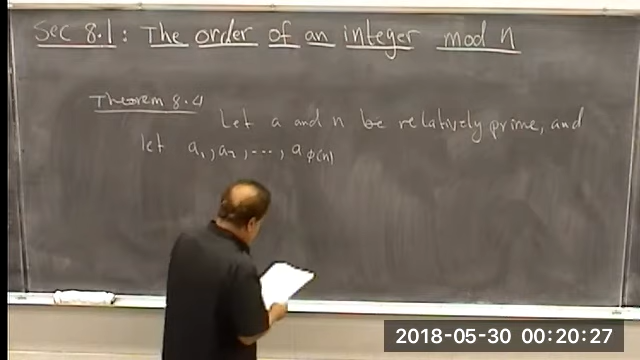 Sec 8.1: The order of an integer mod n
Theorem 8.4
Let a and n be relatively prime, and
let a₁, a₂, ..., a_φ(n)
2018-05-30 00:20:27